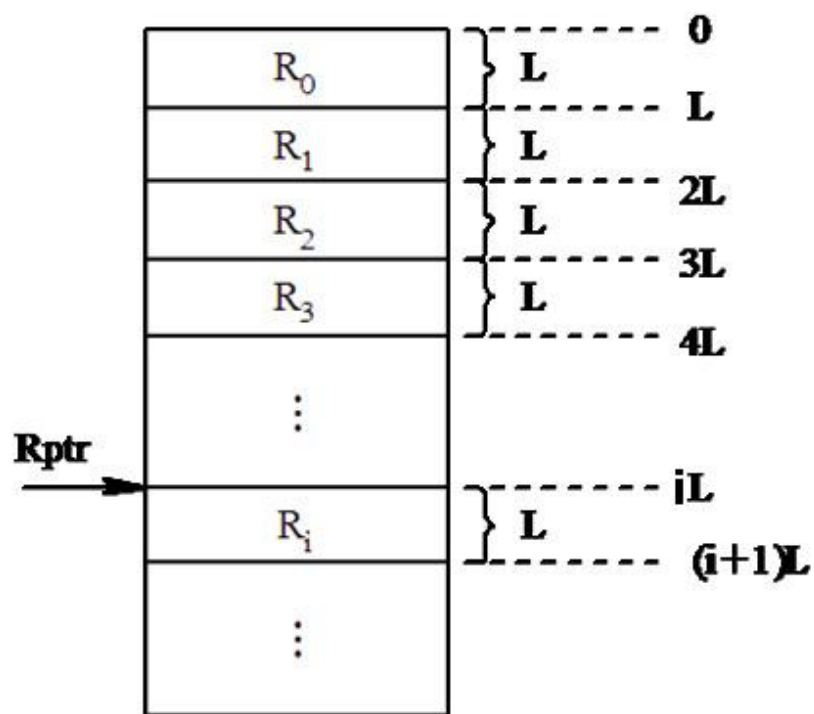 0
R₀ L
L
R₁ L
2L
R₂ L
3L
R₃ L
4L
⋮
Rptr
iL
Rᵢ L
(i+1)L
⋮